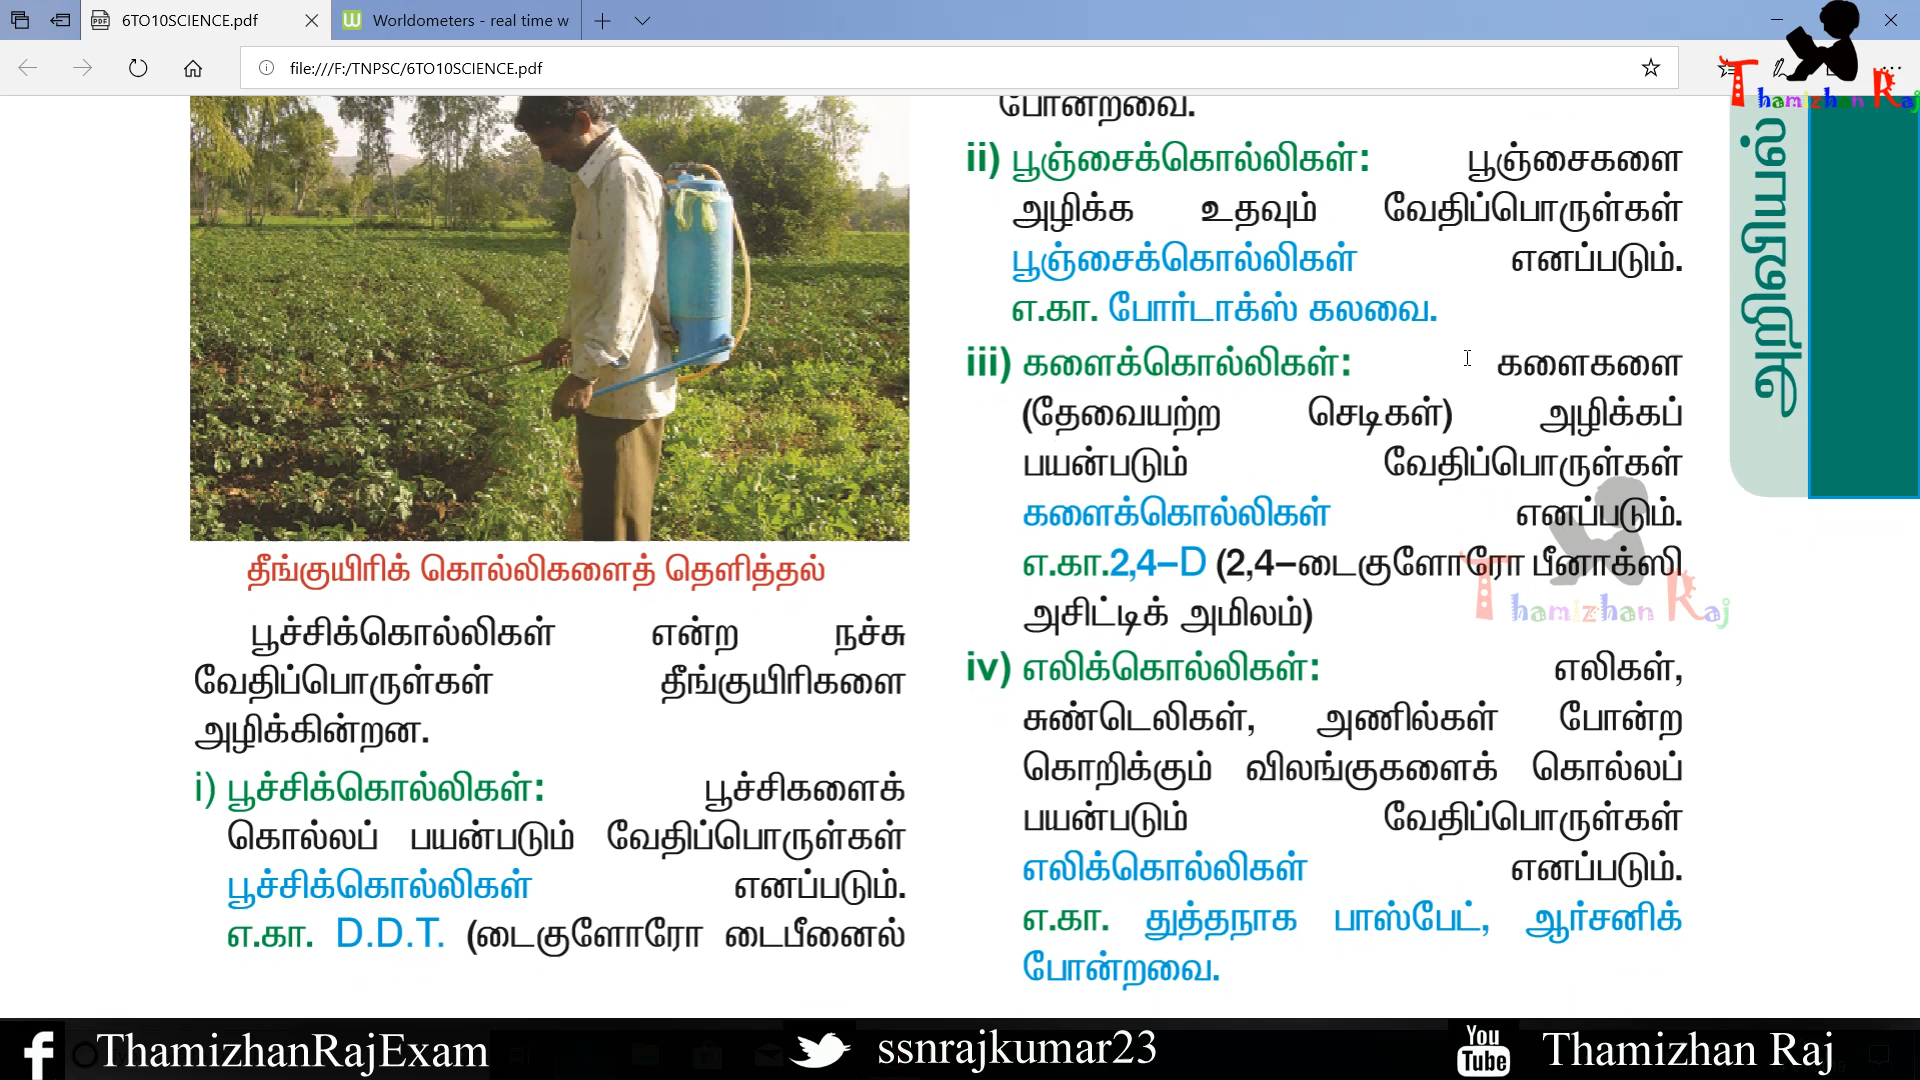 6TO10SCIENCE.pdf
Worldometers - real time w
file:///F:/TNPSC/6TO10SCIENCE.pdf
Thamizhan Raj
தீங்குயிரிக் கொல்லிகளைத் தெளித்தல்
பூச்சிக்கொல்லிகள் என்ற நச்சு
வேதிப்பொருள்கள் தீங்குயிரிகளை
அழிக்கின்றன.
i) பூச்சிக்கொல்லிகள்: பூச்சிகளைக்
கொல்லப் பயன்படும் வேதிப்பொருள்கள்
பூச்சிக்கொல்லிகள் எனப்படும்.
எ.கா. D.D.T. (டைகுளோரோ டைபீனைல்
போன்றவை.
ii) பூஞ்சைக்கொல்லிகள்: பூஞ்சைகளை
அழிக்க உதவும் வேதிப்பொருள்கள்
பூஞ்சைக்கொல்லிகள் எனப்படும்.
எ.கா. போர்டாக்ஸ் கலவை.
iii) களைக்கொல்லிகள்: களைகளை
(தேவையற்ற செடிகள்) அழிக்கப்
பயன்படும் வேதிப்பொருள்கள்
களைக்கொல்லிகள் எனப்படும்.
எ.கா.2,4–D (2,4–டைகுளோரோ பீனாக்ஸி
அசிட்டிக் அமிலம்)
iv) எலிக்கொல்லிகள்: எலிகள்,
சுண்டெலிகள், அணில்கள் போன்ற
கொறிக்கும் விலங்குகளைக் கொல்லப்
பயன்படும் வேதிப்பொருள்கள்
எலிக்கொல்லிகள் எனப்படும்.
எ.கா. துத்தநாக பாஸ்பேட், ஆர்சனிக்
போன்றவை.
அறிவியல்
Thamizhan Raj
ThamizhanRajExam
ssnrajkumar23
You
Tube
Thamizhan Raj